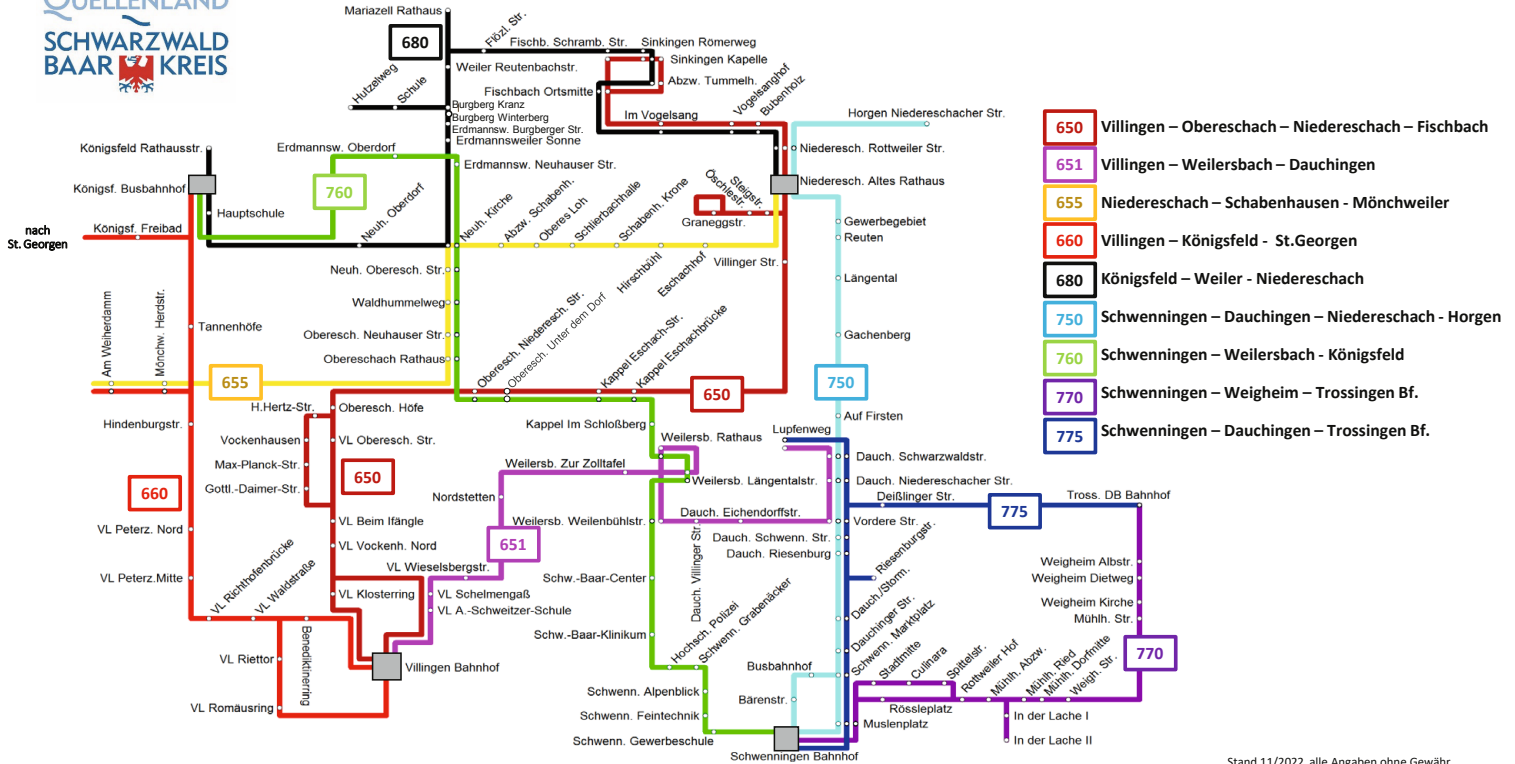 QUELLENLAND
SCHWARZWALD
BAAR KREIS
Mariazell Rathaus
680
Flözl. Str.
Fischb. Schramb. Str.
Sinkingen Römerweg
Sinkingen Kapelle
Abzw. Tummelh.
Weiler Reutenbachstr.
Hutzelweg
Schule
Fischbach Ortsmitte
Burgberg Kranz
Burgberg Winterberg
Erdmannsw. Burgberger Str.
Erdmannsweiler Sonne
Im Vogelsang
Vogelsanghof
Bubenholz
Horgen Niedereschacher Str.
Niederesch. Rottweiler Str.
Niederesch. Altes Rathaus
Königsfeld Rathausstr.
Königsf. Busbahnhof
Erdmannsw. Oberdorf
Erdmannsw. Neuhauser Str.
760
Hauptschule
Königsf. Freibad
nach
St. Georgen
Neuh. Oberdorf
Neuh. Kirche
Abzw. Schabenh.
Oberes Loh
Schlierbachhalle
Schabenh. Krone
Hirschbühl
Eschachhof
Öschlestr.
Steigstr.
Graneggstr.
Villinger Str.
Gewerbegebiet
Reuten
Längental
Gachenberg
750
Auf Firsten
Neuh. Oberesch. Str.
Waldhummelweg
Oberesch. Neuhauser Str.
Obereschach Rathaus
Oberesch. Niederesch. Str.
Oberesch. Unter dem Dorf
Kappel Eschach-Str.
Kappel Eschachbrücke
650
Am Weiherdamm
Mönchw. Herdstr.
Tannenhöfe
655
Hindenburgstr.
H.Hertz-Str.
Oberesch. Höfe
Vockenhausen
VL Oberesch. Str.
Max-Planck-Str.
650
Gottl.-Daimer-Str.
660
VL Beim Ifängle
VL Vockenh. Nord
VL Peterz. Nord
VL Peterz.Mitte
VL Richthofenbrücke
VL Waldstraße
Benediktinerring
VL Klosterring
VL Wieselsbergstr.
VL Schelmengaß
VL A.-Schweitzer-Schule
VL Riettor
VL Romäusring
Villingen Bahnhof
Nordstetten
651
Weilersb. Zur Zolltafel
Kappel Im Schloßberg
Weilersb. Rathaus
Weilersb. Längentalstr.
Dauch. Eichendorffstr.
Weilersb. Weilenbühlstr.
Dauch. Villinger Str.
Dauch. Schwenn. Str.
Dauch. Riesenburg
Lupfenweg
Dauch. Schwarzwaldstr.
Dauch. Niedereschacher Str.
Deißlinger Str.
Vordere Str.
Riesenburgstr.
775
Tross. DB Bahnhof
Schw.-Baar-Center
Schw.-Baar-Klinikum
Hochsch. Polizei
Schwenn. Grabenäcker
Schwenn. Alpenblick
Schwenn. Feintechnik
Schwenn. Gewerbeschule
Busbahnhof
Bärenstr.
Schwenningen Bahnhof
Dauch./Storm.
Dauchinger Str.
Schwenn. Marktplatz
Stadtmitte
Culinara
Spittelstr.
Rottweiler Hof
Rössleplatz
Muslenplatz
Mühlh. Abzw.
Mühlh. Ried
Mühlh. Dorfmitte
Weigh. Str.
In der Lache I
In der Lache II
Weigheim Albstr.
Weigheim Dietweg
Weigheim Kirche
Mühlh. Str.
770
650 Villingen – Obereschach – Niedereschach – Fischbach
651 Villingen – Weilersbach – Dauchingen
655 Niedereschach – Schabenhausen - Mönchweiler
660 Villingen – Königsfeld - St.Georgen
680 Königsfeld – Weiler - Niedereschach
750 Schwenningen – Dauchingen – Niedereschach - Horgen
760 Schwenningen – Weilersbach - Königsfeld
770 Schwenningen – Weigheim – Trossingen Bf.
775 Schwenningen – Dauchingen – Trossingen Bf.
Stand 11/2022, alle Angaben ohne Gewähr